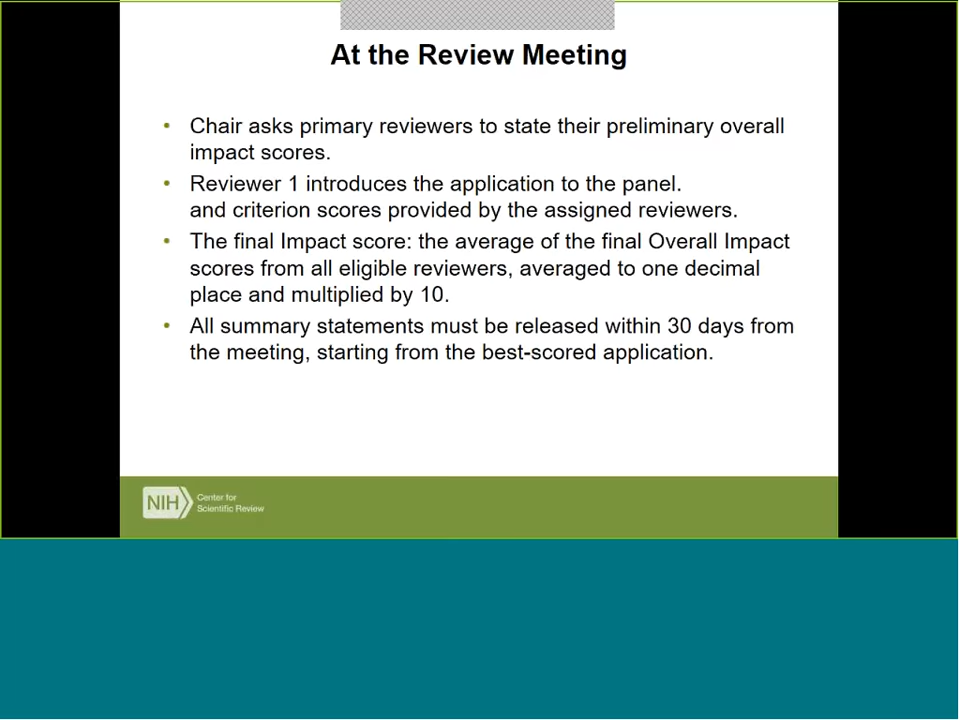 At the Review Meeting
• Chair asks primary reviewers to state their preliminary overall
impact scores.
• Reviewer 1 introduces the application to the panel.
and criterion scores provided by the assigned reviewers.
• The final Impact score: the average of the final Overall Impact
scores from all eligible reviewers, averaged to one decimal
place and multiplied by 10.
• All summary statements must be released within 30 days from
the meeting, starting from the best-scored application.
NIH
Center for
Scientific Review